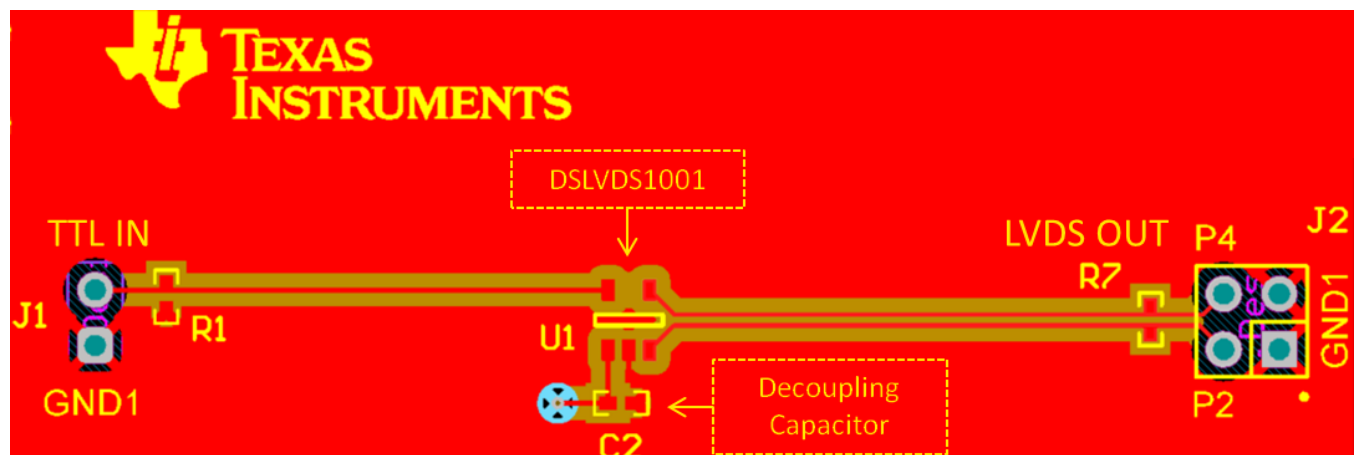 TEXAS
INSTRUMENTS
DSLVDS1001
TTL IN
LVDS OUT
P4
J2
R7
J1
R1
U1
GND1
GND1
Decoupling
Capacitor
P2
C2